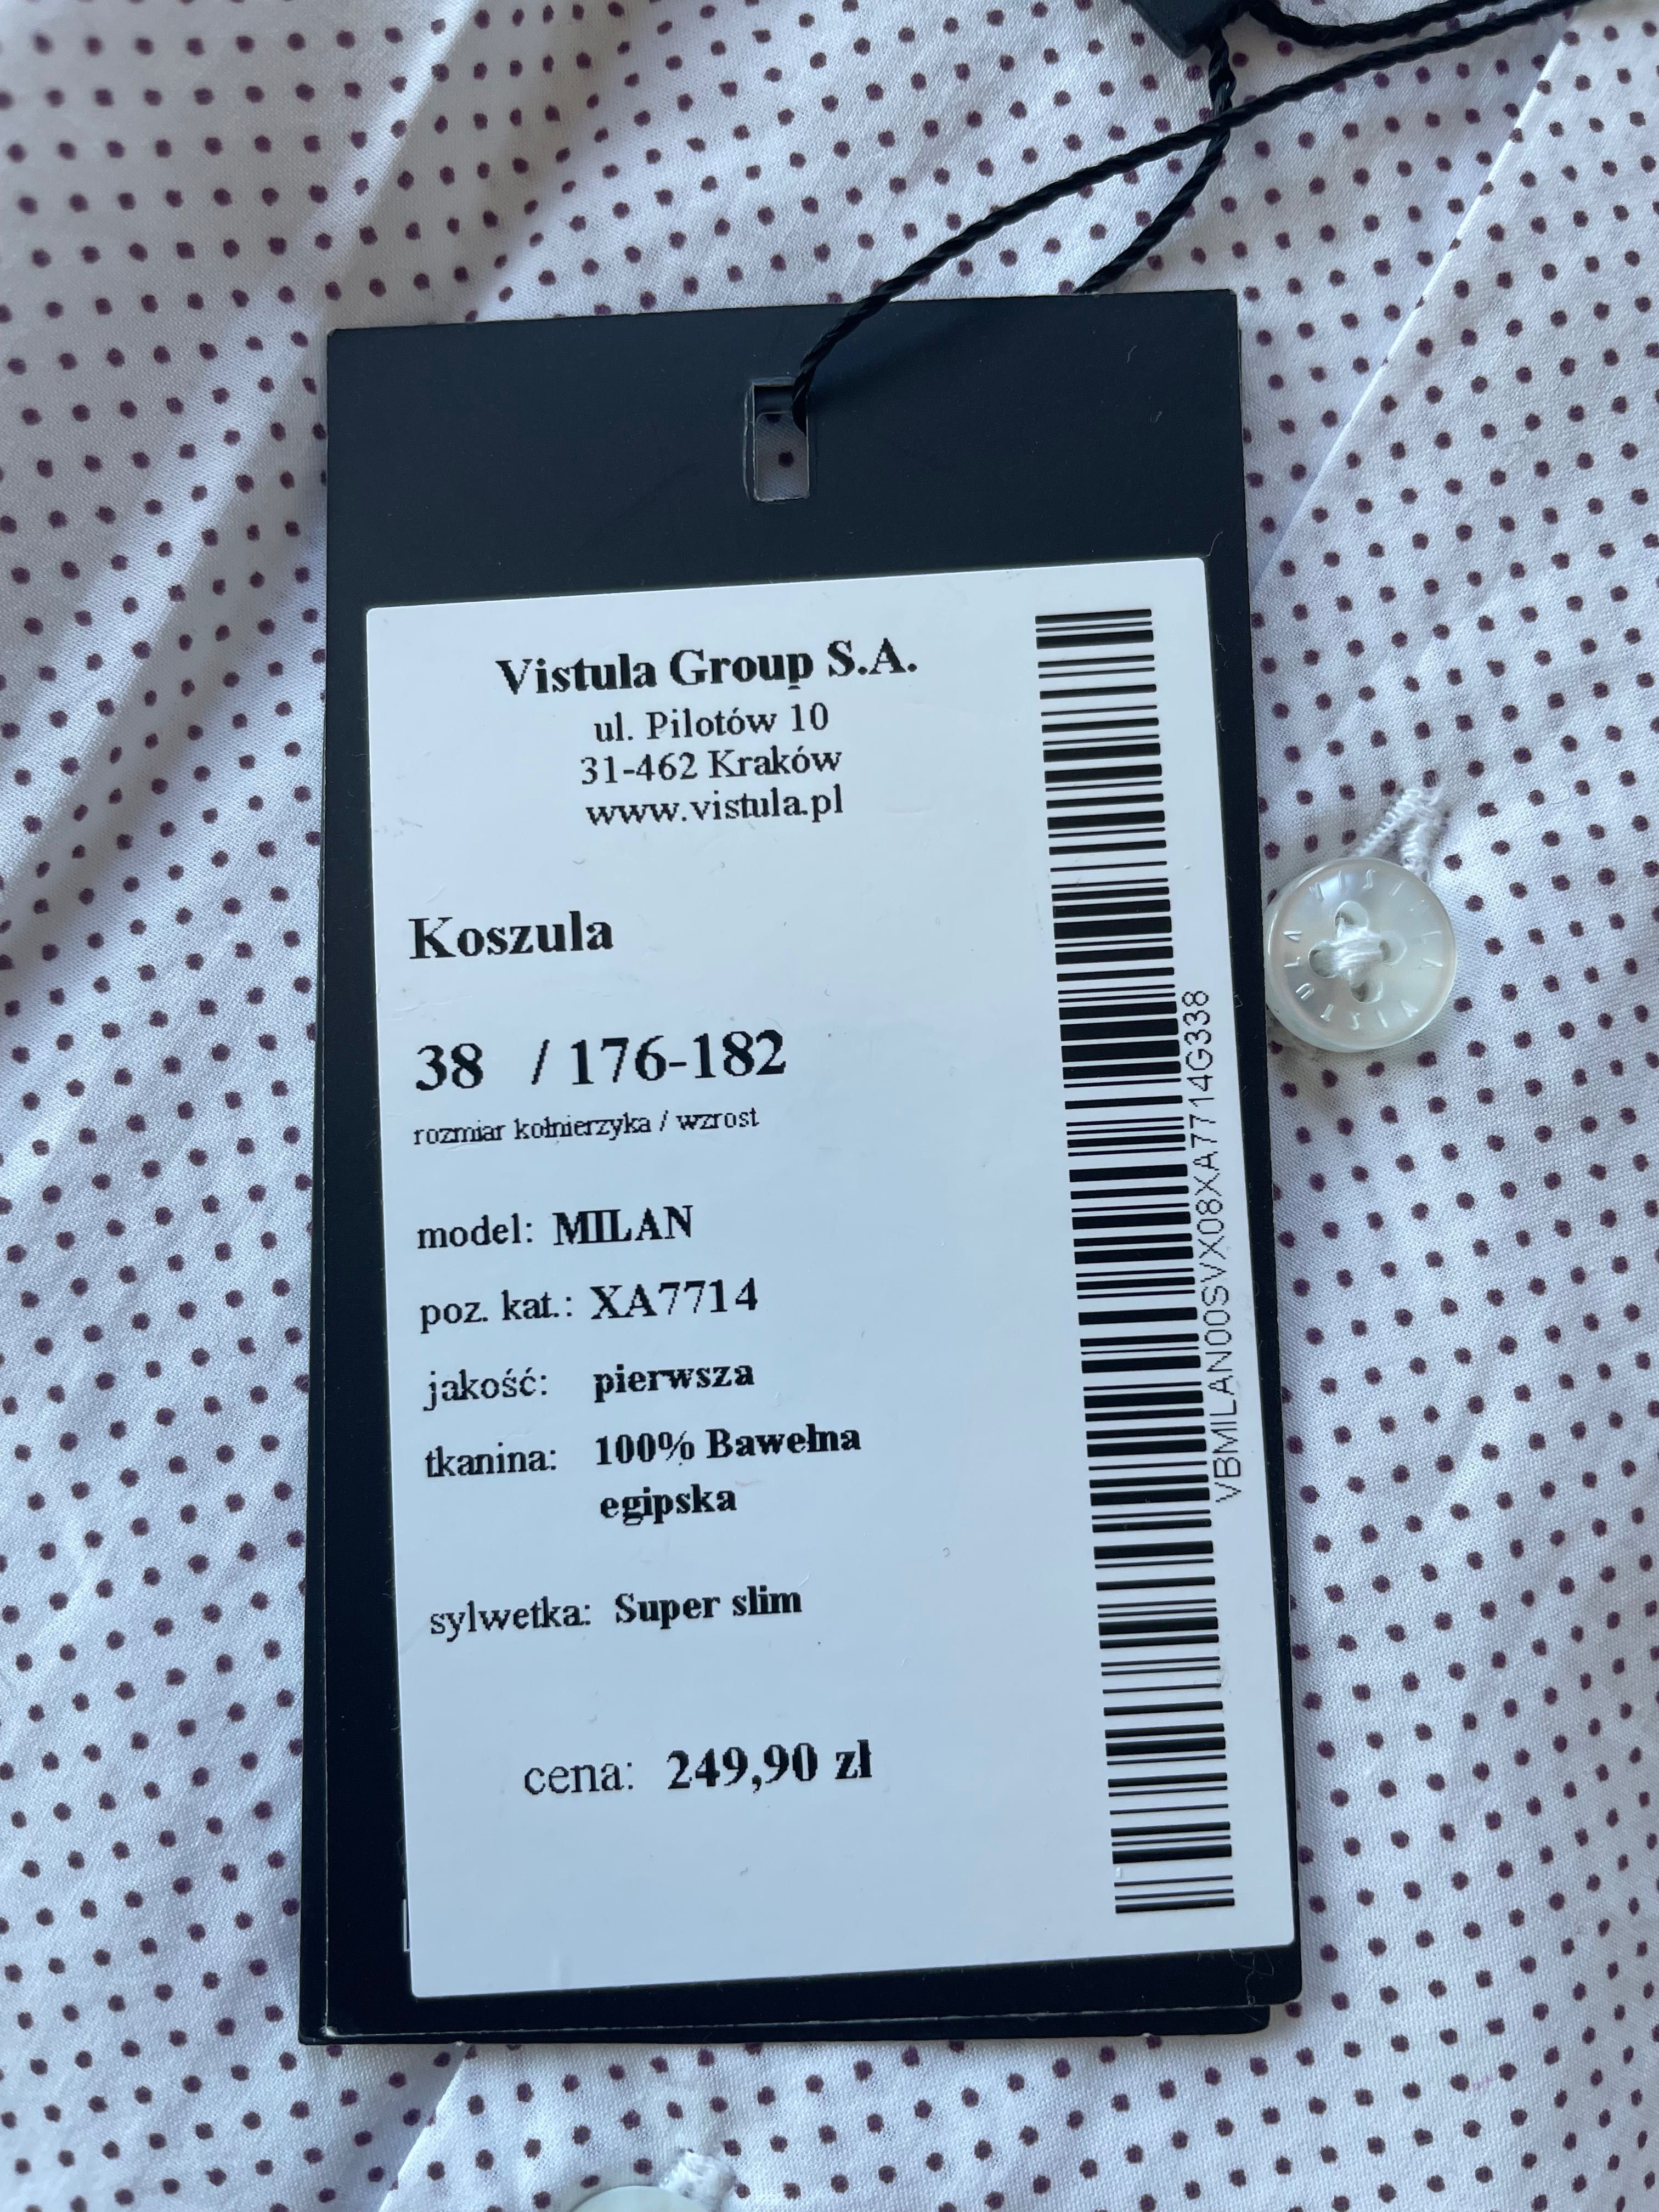 Vistula Group S.A.
ul. Pilotów 10
31-462 Kraków
www.vistula.pl
Koszula
38 / 176-182
rozmiar kołnierzyka / wzrost
model: MILAN
poz. kat.: XA7714
jakość: pierwsza
tkanina: 100% Bawełna
egipska
sylwetka: Super slim
cena: 249,90 zł
VBMILAN00SVX08XA7714G338
VISTULA